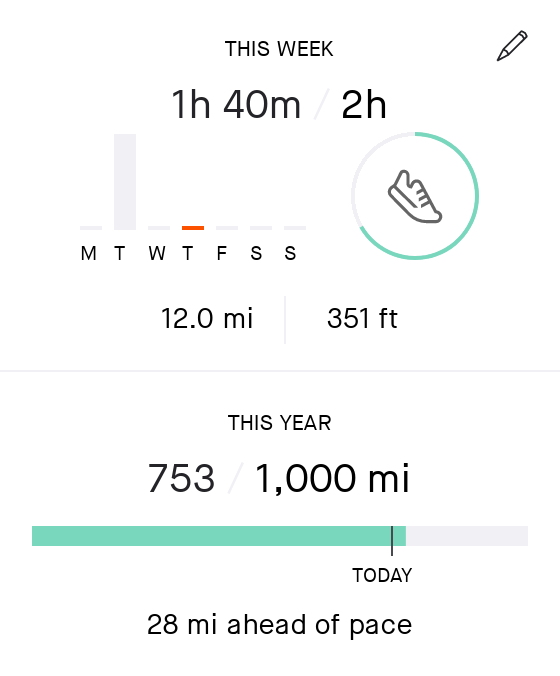 THIS WEEK
1h 40m / 2h
M T W T F S S
12.0 mi 351 ft
THIS YEAR
753 / 1,000 mi
TODAY
28 mi ahead of pace